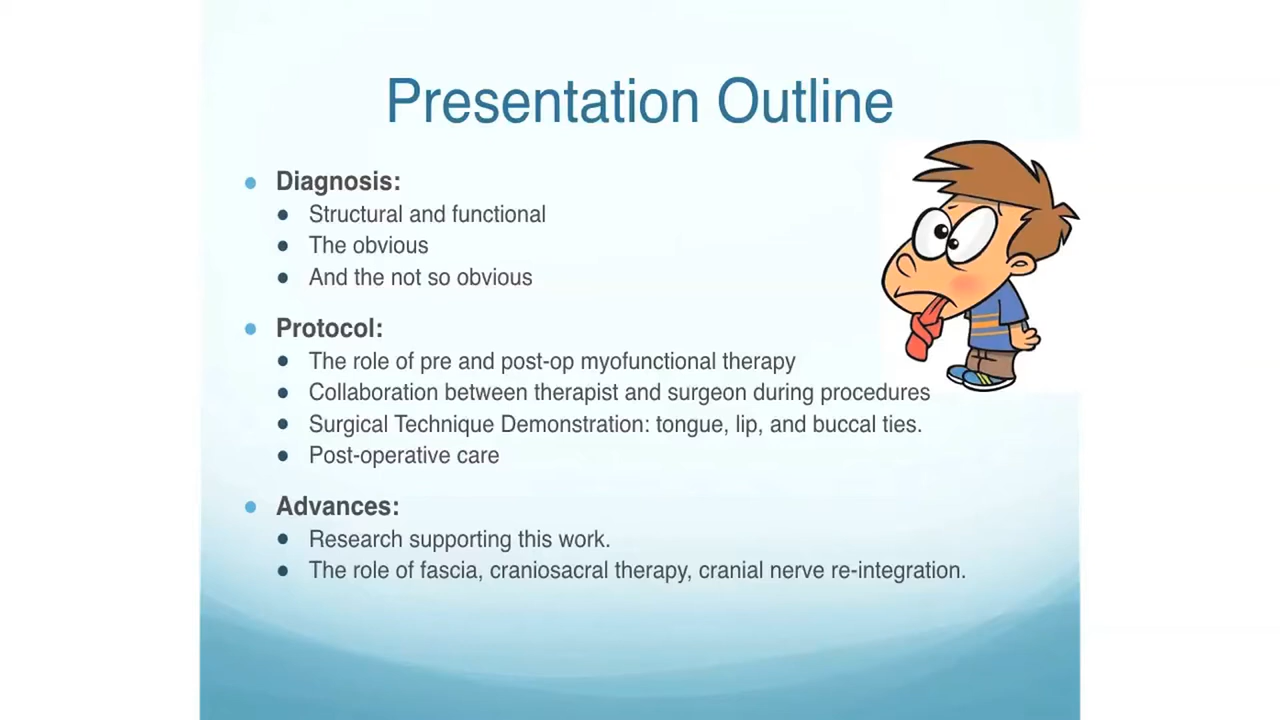 Presentation Outline
Diagnosis:
Structural and functional
The obvious
And the not so obvious
Protocol:
The role of pre and post-op myofunctional therapy
Collaboration between therapist and surgeon during procedures
Surgical Technique Demonstration: tongue, lip, and buccal ties.
Post-operative care
Advances:
Research supporting this work.
The role of fascia, craniosacral therapy, cranial nerve re-integration.